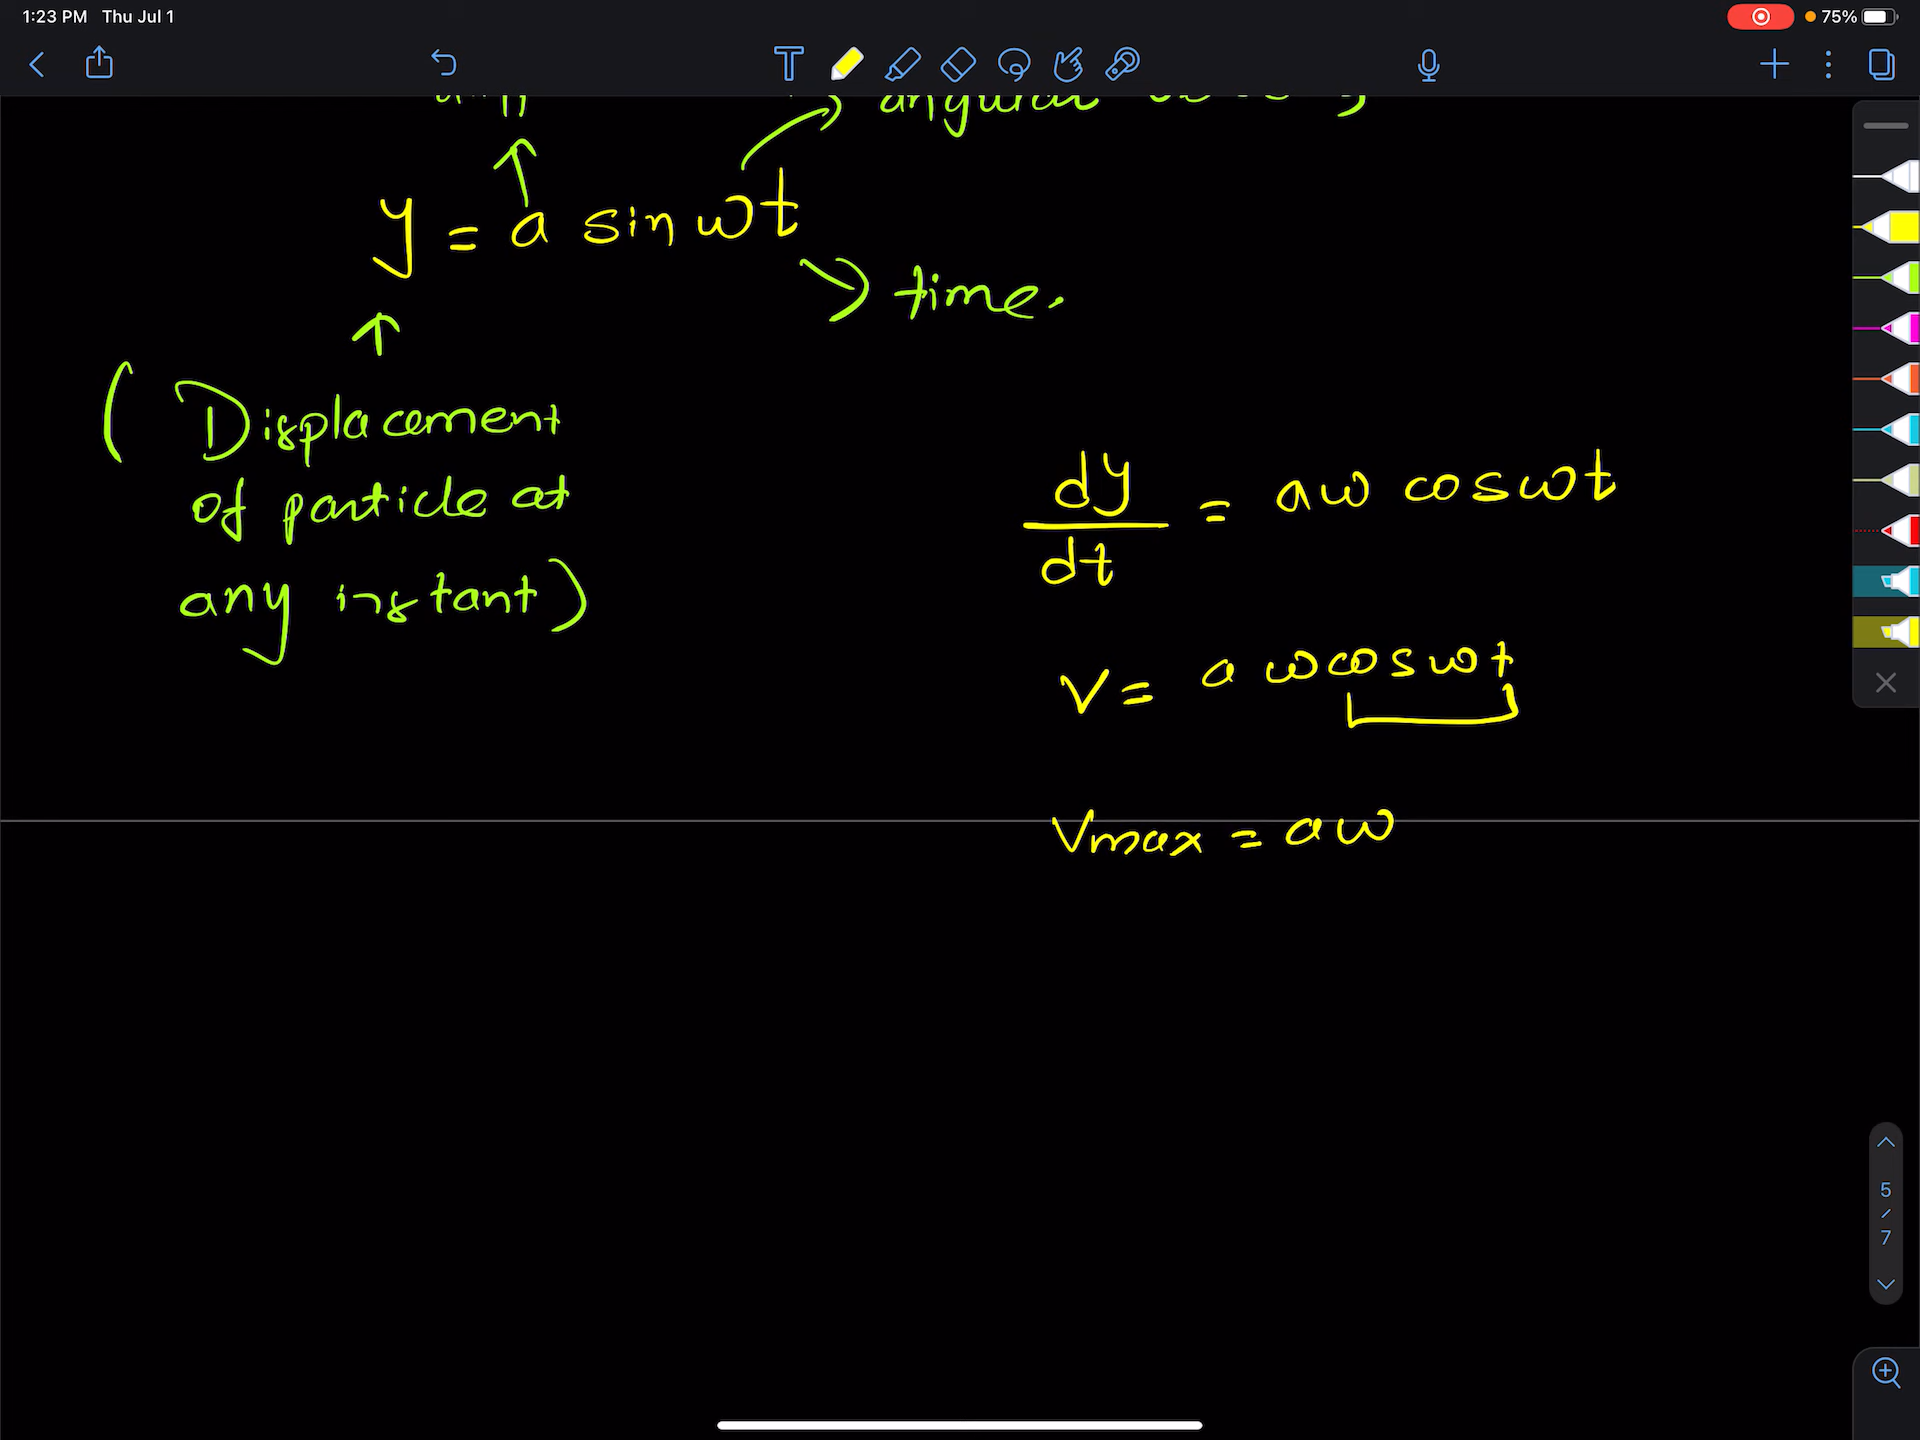 1:23 PM Thu Jul 1
75%
angular
y = a sin ωt
time.
( Displacement
of particle at
any instant)
dy/dt = aω cosωt
V = a ωcosωt
Vmax = aω
5
/
7